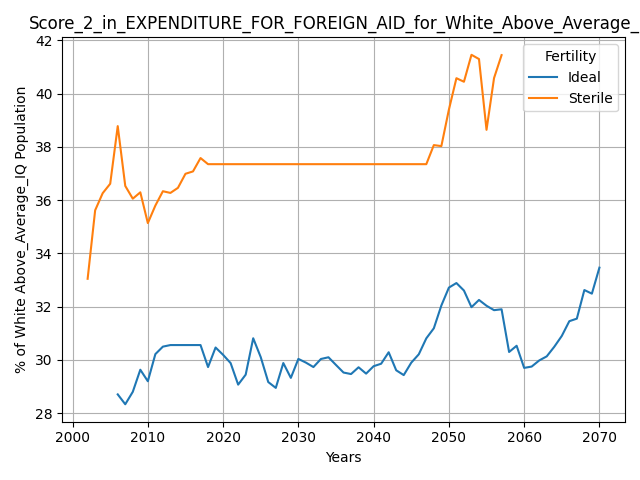 Score_2_in_EXPENDITURE_FOR_FOREIGN_AID_for_White_Above_Average_
Fertility
Ideal
Sterile
% of White Above_Average_IQ Population
42
40
38
36
34
32
30
28
2000
2010
2020
2030
2040
2050
2060
2070
Years